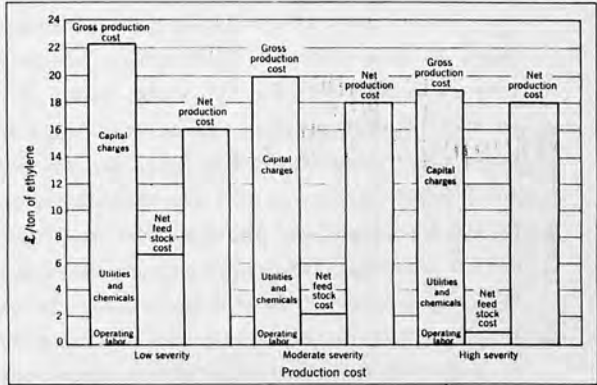 24
22
20
18
16
14
12
10
8
6
4
2
0
£/ton of ethylene
Gross production
cost
Capital
charges
Utilities
and
chemicals
Operating
labor
Net
feed
stock
cost
Net
production
cost
Low severity
Gross
production
cost
Capital
charges
Utilities
and
chemicals
Operating
labor
Net
feed
stock
cost
Net
production
cost
Moderate severity
Gross
production
cost
Capital
charges
Utilities
and
chemicals
Operating
labor
Net
feed
stock
cost
Net
production
cost
High severity
Production cost